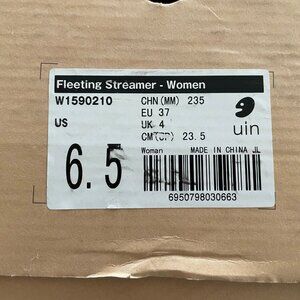 Fleeting Streamer - Women
W1590210
CHN(MM) 235
EU 37
US
UK 4
CM(JP) 23.5
uin
6.5
Woman
MADE IN CHINA JL
6950798030663